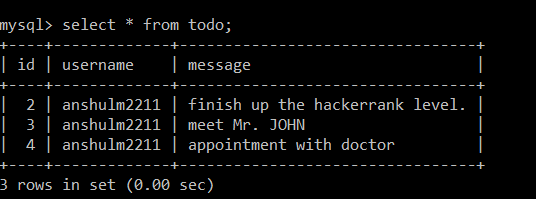 mysql> select * from todo;
+----+-------------+--------------------------------+
| id | username    | message                        |
+----+-------------+--------------------------------+
|  2 | anshulm2211 | finish up the hackerrank level. |
|  3 | anshulm2211 | meet Mr. JOHN                  |
|  4 | anshulm2211 | appointment with doctor        |
+----+-------------+--------------------------------+
3 rows in set (0.00 sec)